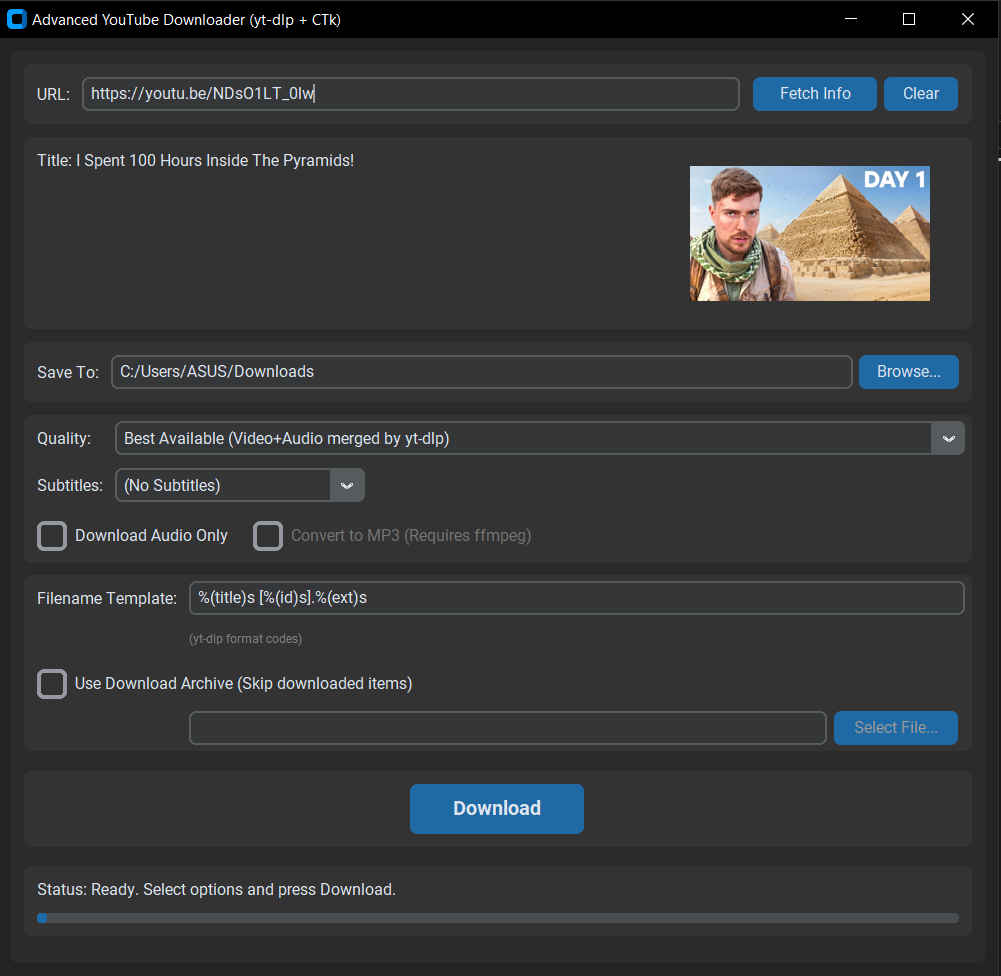 Advanced YouTube Downloader (yt-dlp + CTk)
URL: https://youtu.be/NDsO1LT_0lw Fetch Info Clear
Title: I Spent 100 Hours Inside The Pyramids!
DAY 1
Save To: C:/Users/ASUS/Downloads Browse...
Quality: Best Available (Video+Audio merged by yt-dlp)
Subtitles: (No Subtitles)
Download Audio Only Convert to MP3 (Requires ffmpeg)
Filename Template: %(title)s [%(id)s].%(ext)s
(yt-dlp format codes)
Use Download Archive (Skip downloaded items)
Select File...
Download
Status: Ready. Select options and press Download.